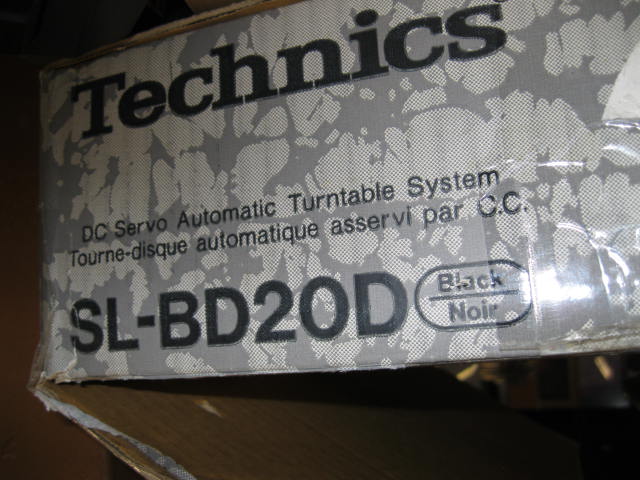 Technics
DC Servo Automatic Turntable System
Tourne-disque automatique asservi par C.C.
SL-BD20D
Black
Noir